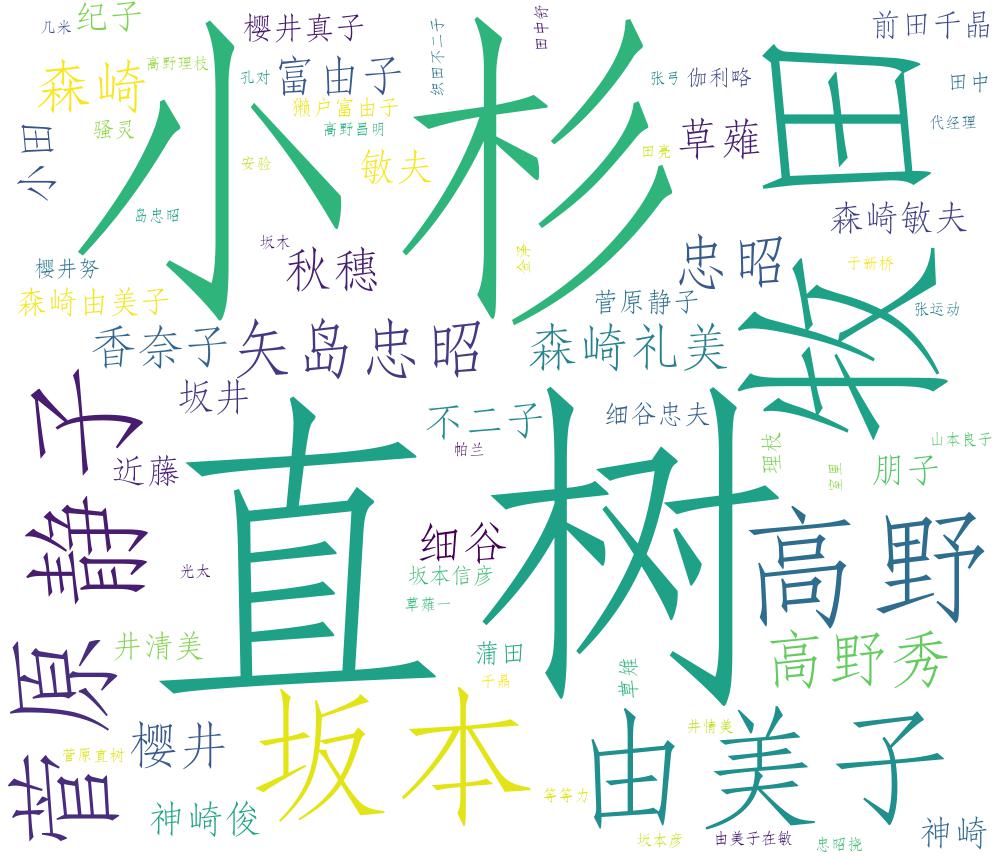 几米
纪子
樱井真子
织田不二子
田中舒
前田千晶
森崎
高野理枝
孔对
富由子
张弓
伽利略
田中
小杉
田牧
濑户富由子
骚灵
高野昌明
草薙
代经理
小田
安验
敏夫
田亮
岛忠昭
森崎敏夫
坂木
忠昭
樱井努
秋穗
金泽
于新桥
森崎由美子
菅原静子
张运动
香奈子
矢岛忠昭
森崎礼美
坂井
不二子
细谷忠夫
直树
帕兰
理枝
山本良子
近藤
室里
朋子
菅原静子
细谷
高野
光太
坂本信彦
草薙一
井清美
蒲田
高野秀
千晶
草雉
樱井
坂本
由美子
井情美
菅原直树
等等力
神崎俊
坂本彦
由美子在敏
忠昭挠
神崎